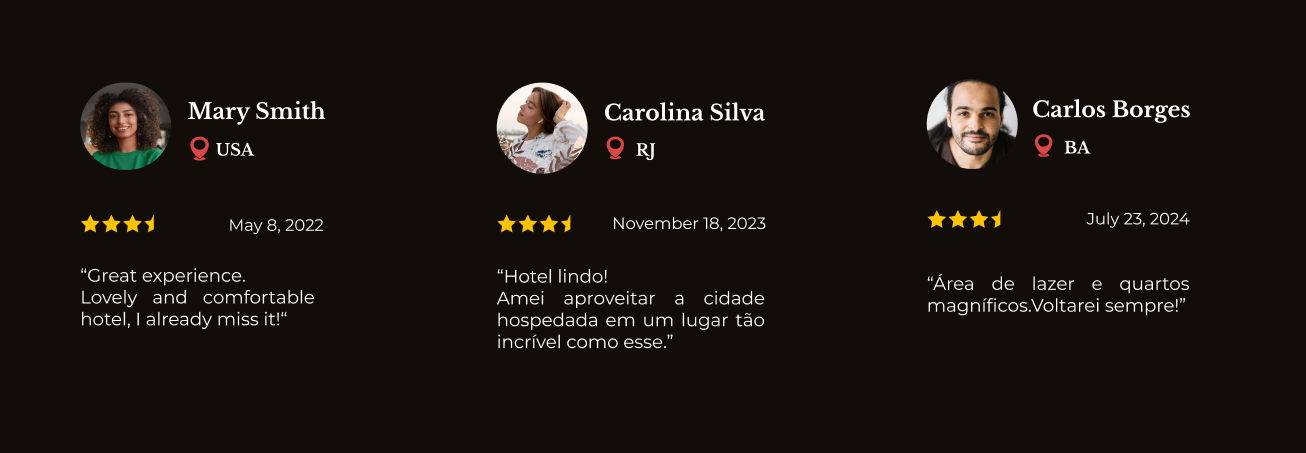 Mary Smith
USA
May 8, 2022
“Great experience.
Lovely and comfortable
hotel, I already miss it!“
Carolina Silva
RJ
November 18, 2023
“Hotel lindo!
Amei aproveitar a cidade
hospedada em um lugar tão
incrível como esse.”
Carlos Borges
BA
July 23, 2024
“Área de lazer e quartos
magníficos.Voltarei sempre!”